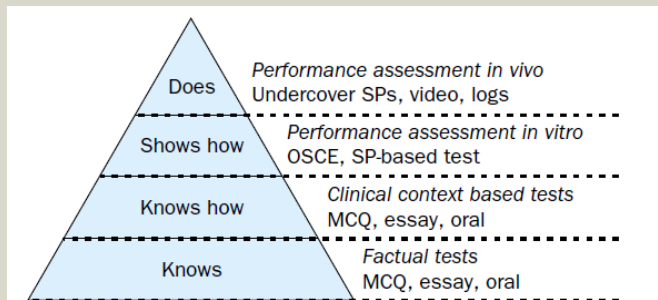 Does
Performance assessment in vivo
Undercover SPs, video, logs
Shows how
Performance assessment in vitro
OSCE, SP-based test
Knows how
Clinical context based tests
MCQ, essay, oral
Knows
Factual tests
MCQ, essay, oral